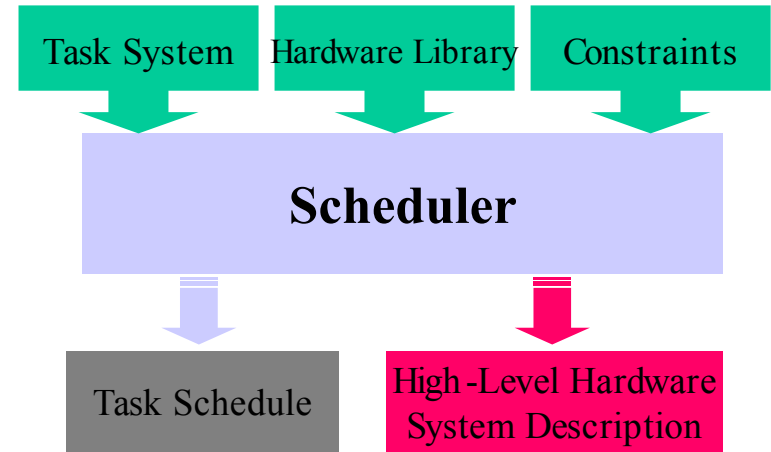 Task System
Hardware Library
Constraints
Scheduler
Task Schedule
High-Level Hardware
System Description